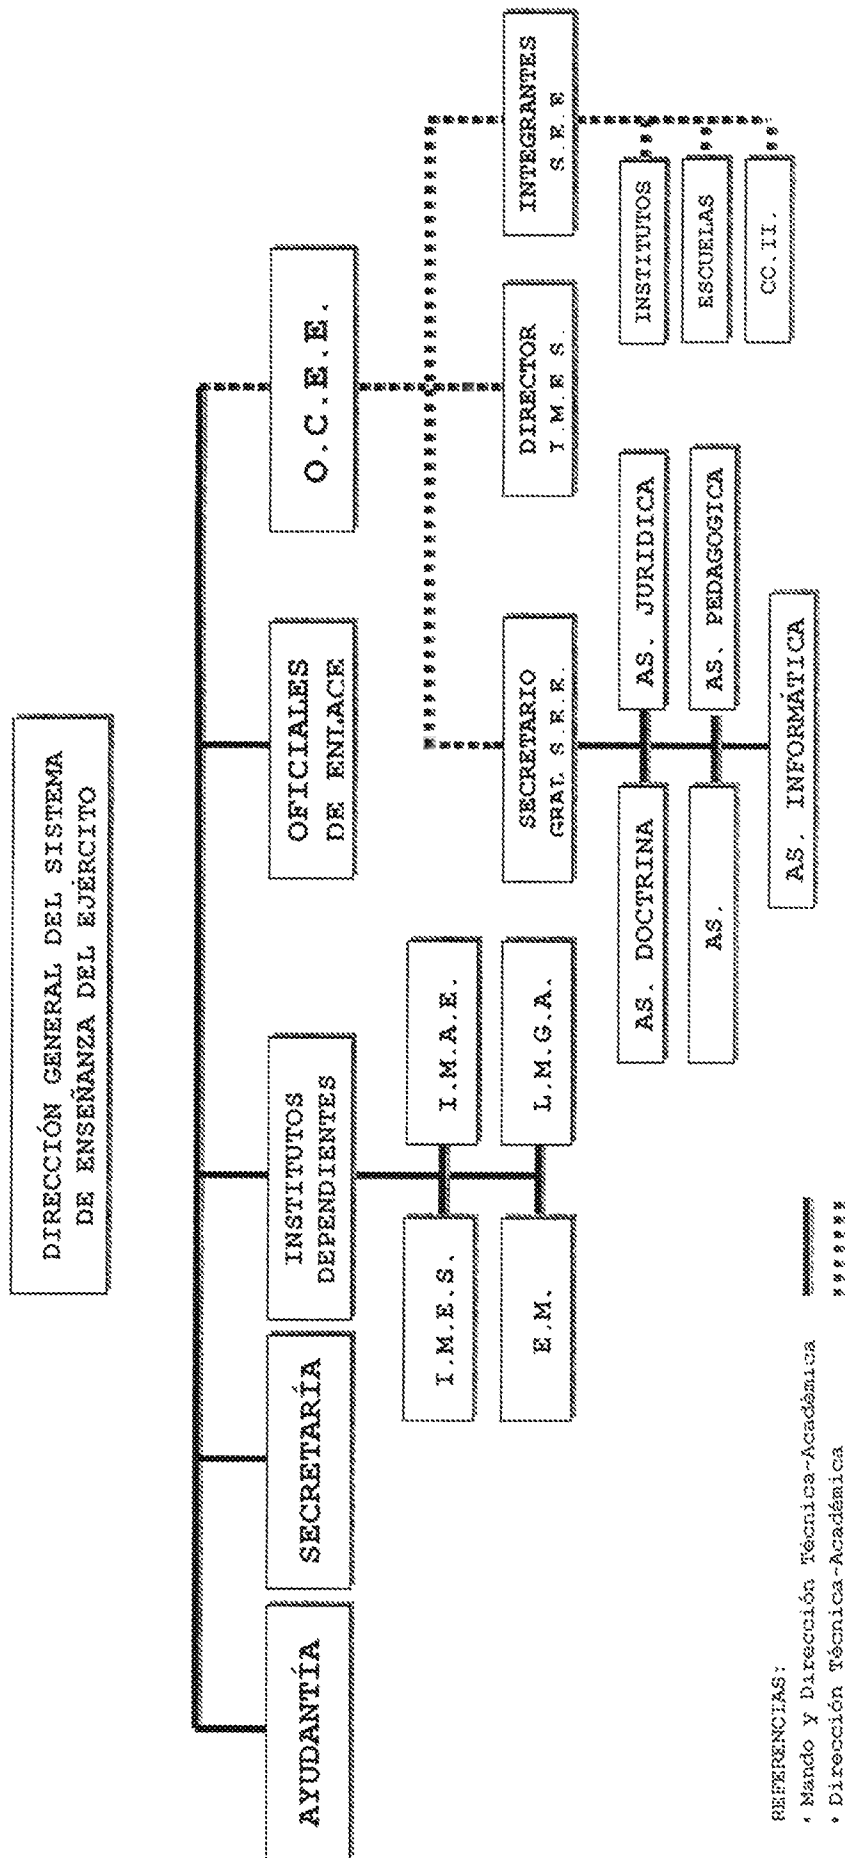 DIRECCIÓN GENERAL DEL SISTEMA
DE ENSEÑANZA DEL EJÉRCITO
AYUDANTÍA
SECRETARÍA
INSTITUTOS
DEPENDIENTES
OFICIALES
DE ENLACE
O.C.E.E.
I.M.E.S.
I.M.A.E.
E.M.
L.M.G.A.
SECRETARIO
GRAL S.E.E.
DIRECTOR
I.M.E S.
INTEGRANTES
S.E.E
AS. DOCTRINA
AS. JURIDICA
AS.
AS. PEDAGOGICA
AS. INFORMÁTICA
INSTITUTOS
ESCUELAS
CC.II.
REFERENCIAS:
* Mando y Dirección Técnica-Académica
* Dirección Técnica-Académica